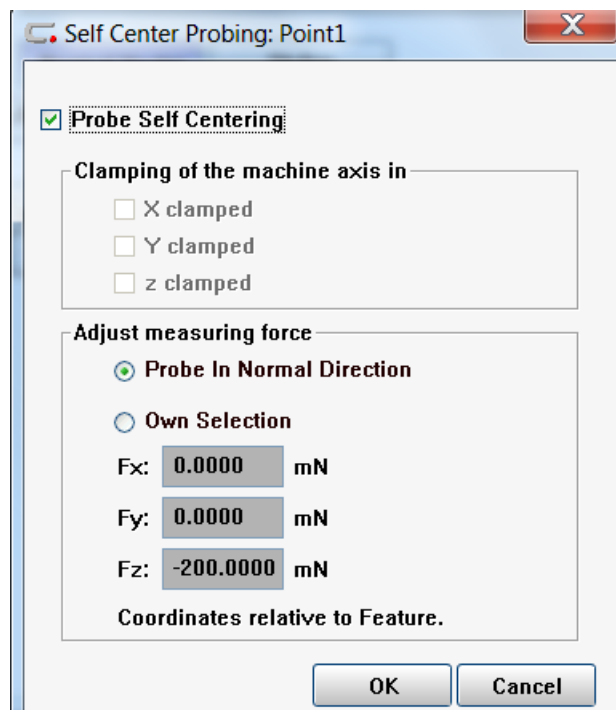 Self Center Probing: Point1
X
Probe Self Centering
Clamping of the machine axis in
X clamped
Y clamped
z clamped
Adjust measuring force
Probe In Normal Direction
Own Selection
Fx: 0.0000 mN
Fy: 0.0000 mN
Fz: -200.0000 mN
Coordinates relative to Feature.
OK Cancel